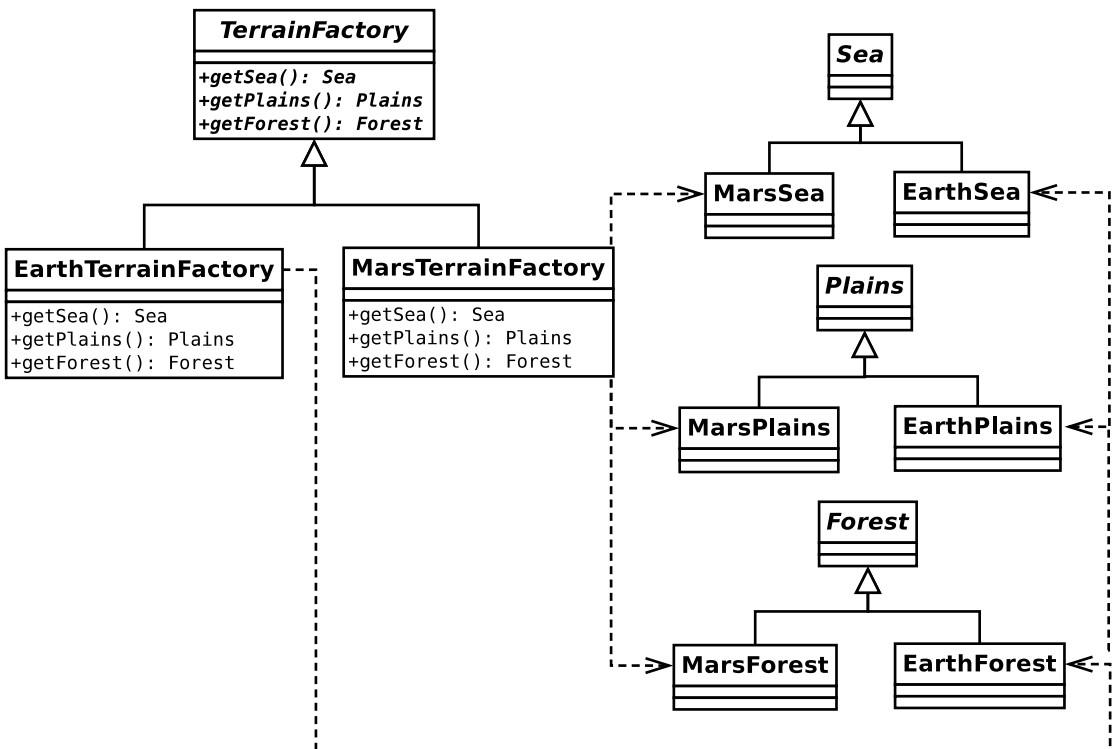 TerrainFactory
+getSea(): Sea
+getPlains(): Plains
+getForest(): Forest
EarthTerrainFactory
+getSea(): Sea
+getPlains(): Plains
+getForest(): Forest
MarsTerrainFactory
+getSea(): Sea
+getPlains(): Plains
+getForest(): Forest
Sea
MarsSea
EarthSea
Plains
MarsPlains
EarthPlains
Forest
MarsForest
EarthForest